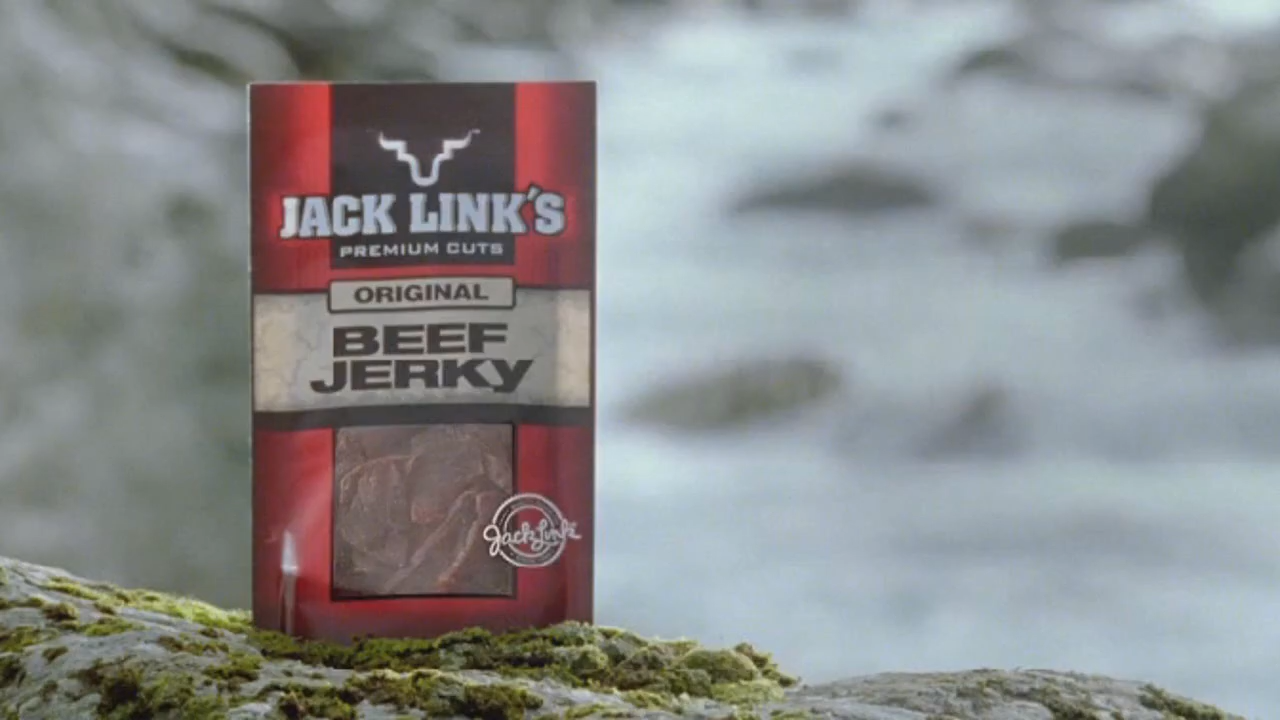 JACK LINK'S
PREMIUM CUTS
ORIGINAL
BEEF
JERKY
Jack Link's